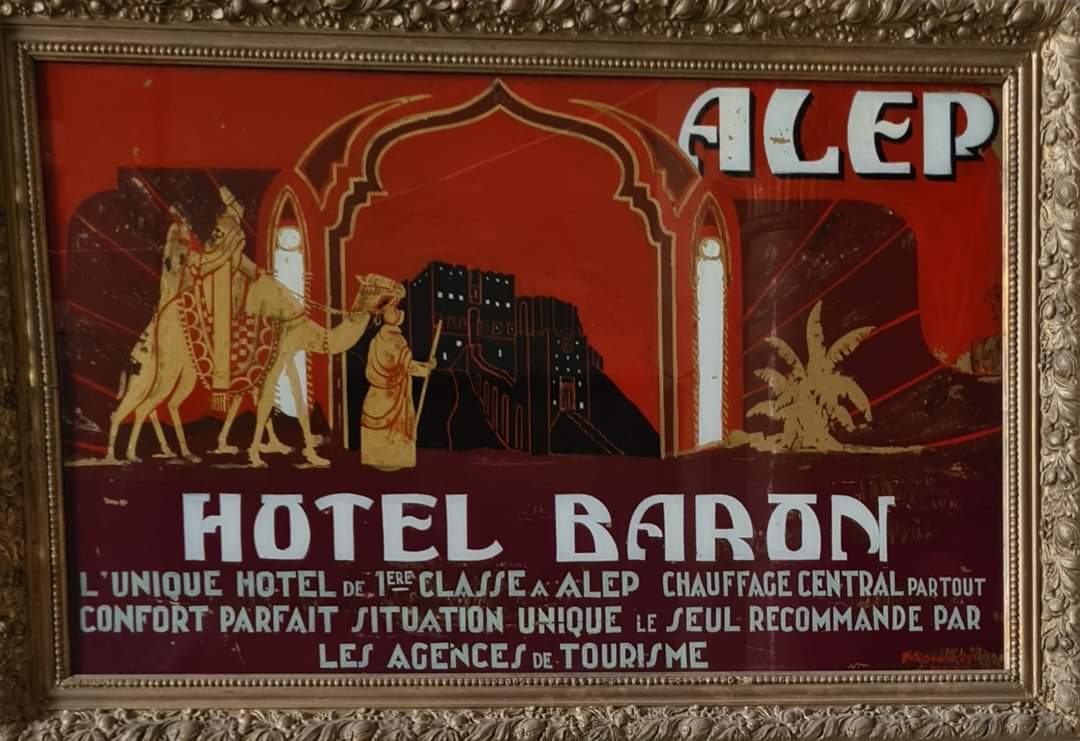 ALEP
HOTEL BARON
L'UNIQUE HOTEL DE 1ERE CLASSE A ALEP CHAUFFAGE CENTRAL PARTOUT
CONFORT PARFAIT SITUATION UNIQUE LE SEUL RECOMMANDE PAR
LES AGENCES DE TOURISME